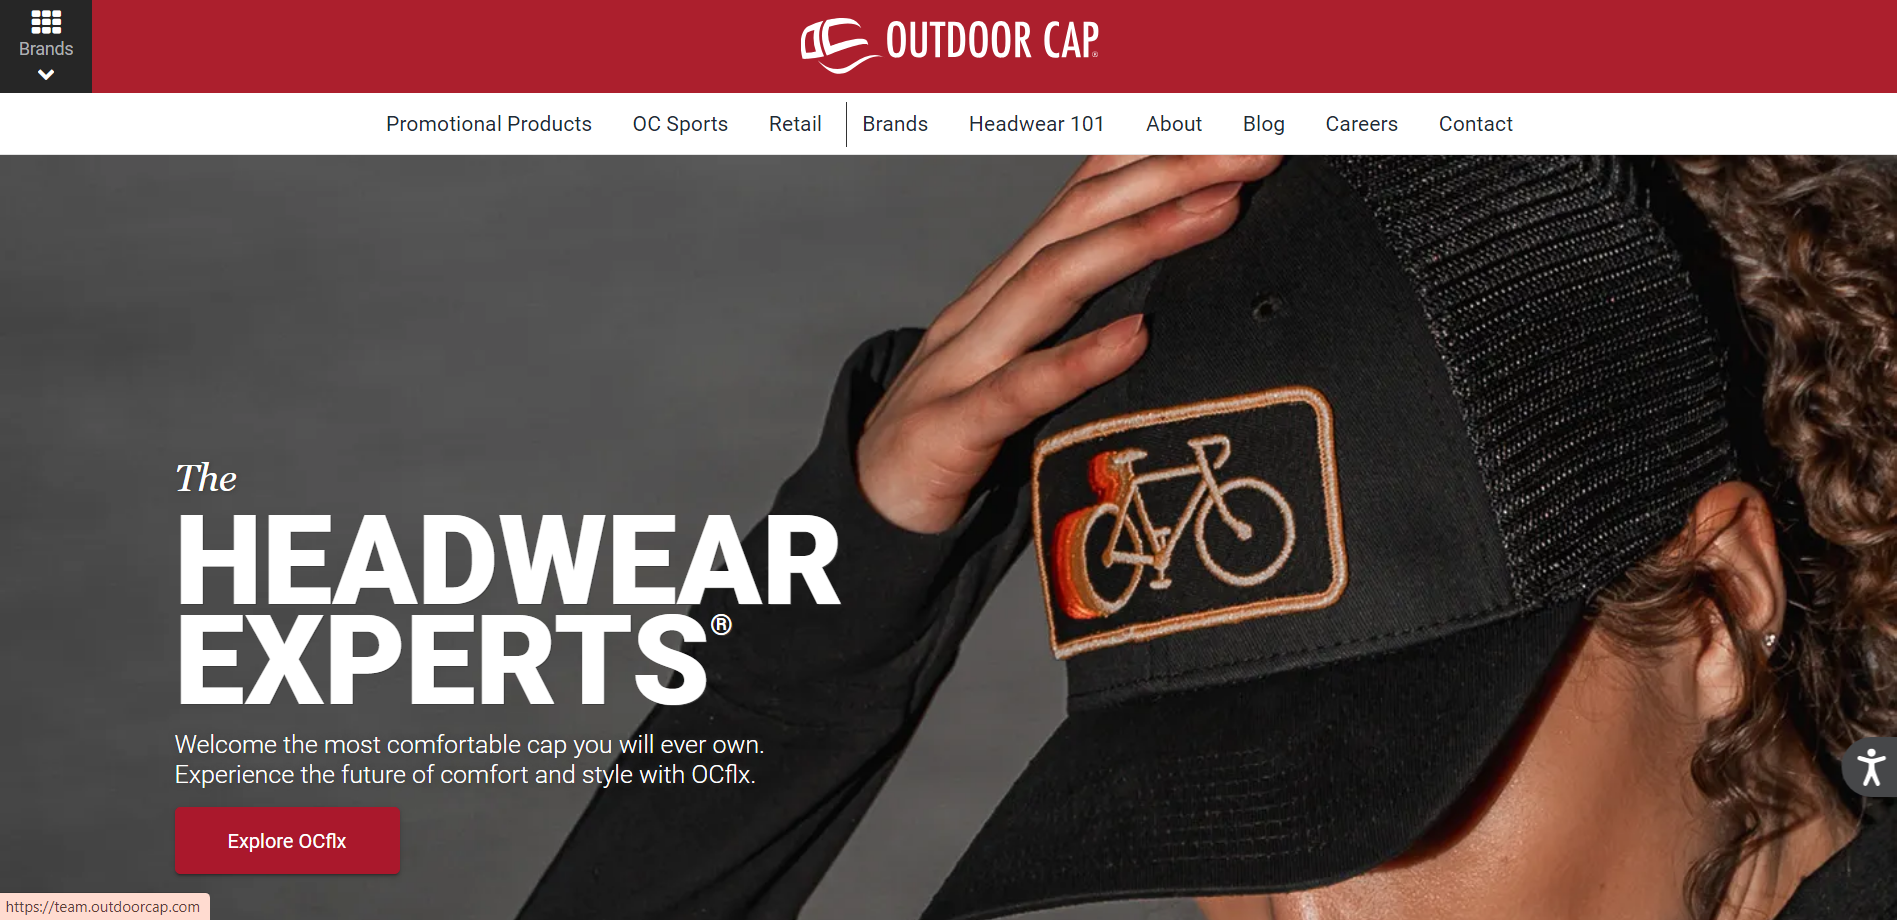 Brands
OUTDOOR CAP®
Promotional Products OC Sports Retail Brands Headwear 101 About Blog Careers Contact
The
HEADWEAR
EXPERTS®
Welcome the most comfortable cap you will ever own.
Experience the future of comfort and style with OCflx.
Explore OCflx
https://team.outdoorcap.com